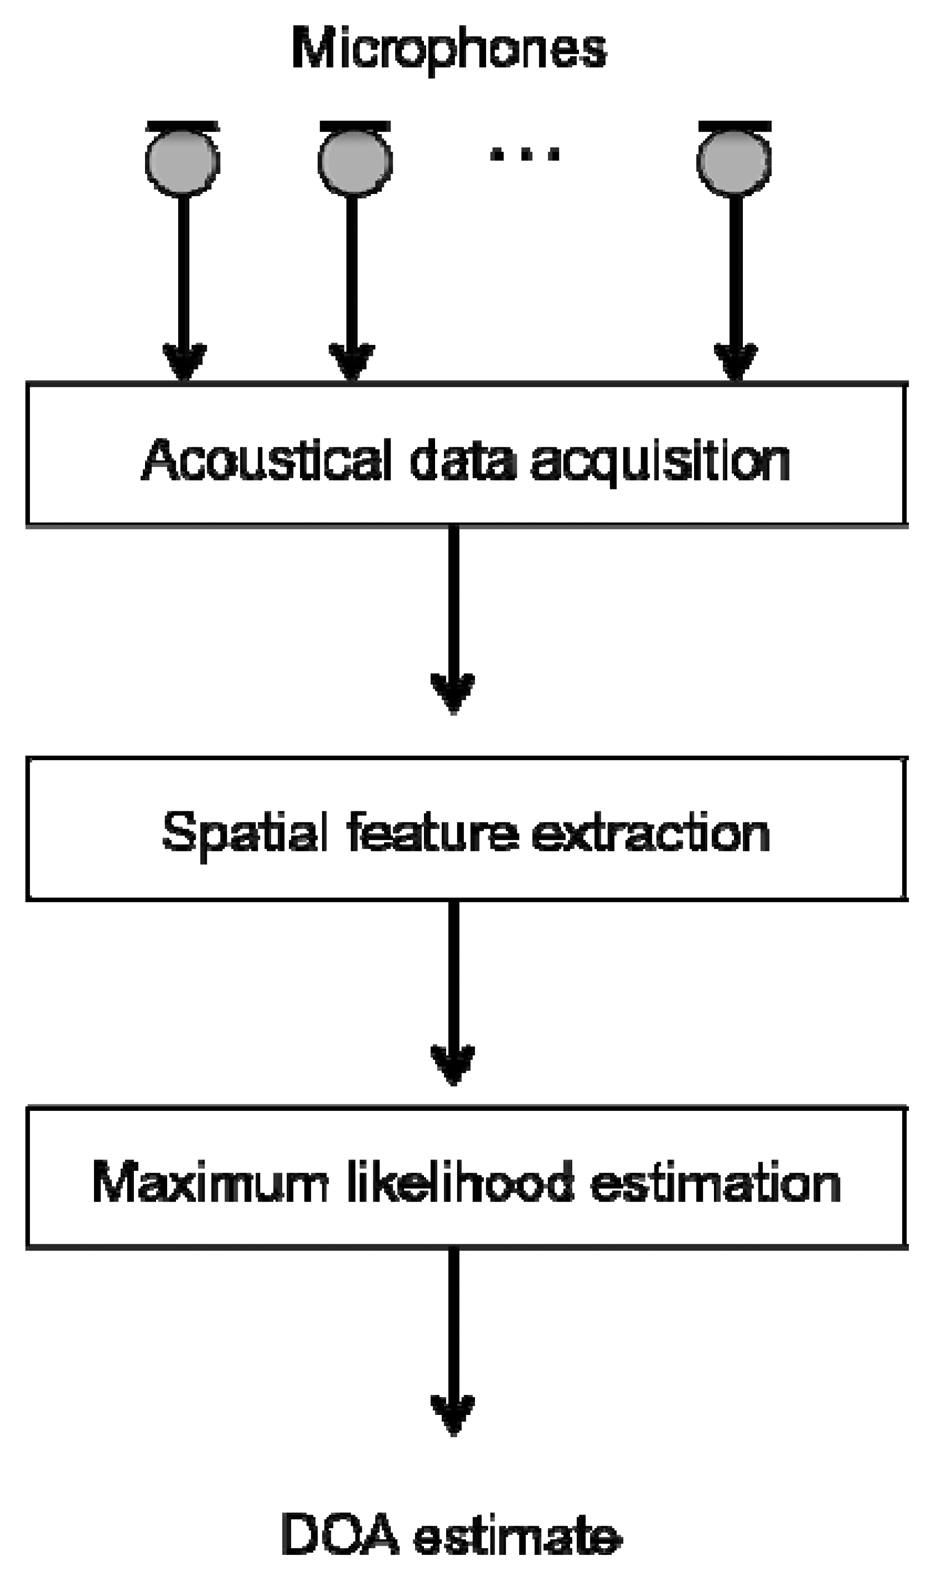 Microphones
...
Acoustical data acquisition
Spatial feature extraction
Maximum likelihood estimation
DOA estimate